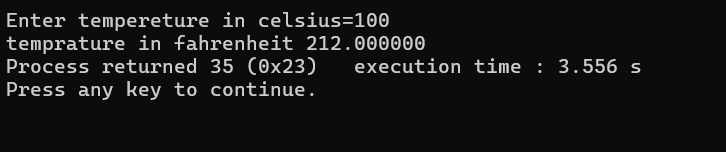 Enter tempereture in celsius=100
temprature in fahrenheit 212.000000
Process returned 35 (0x23)   execution time : 3.556 s
Press any key to continue.